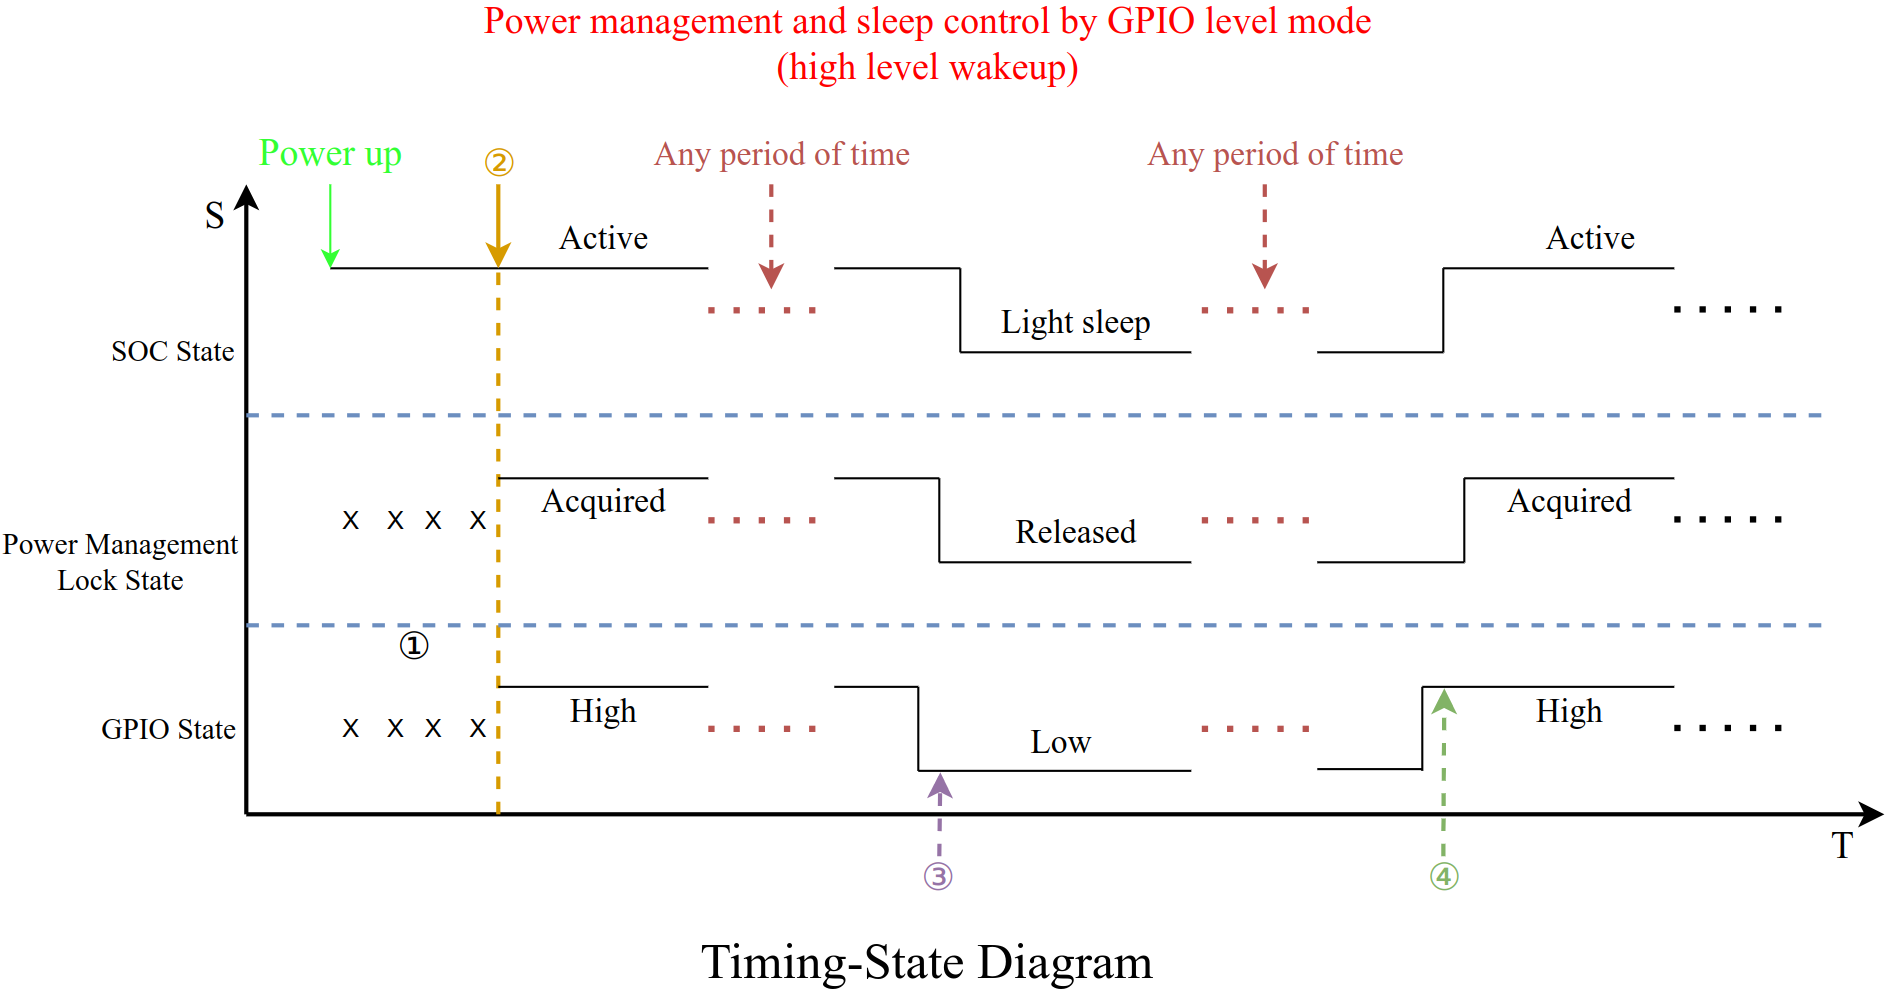 Power management and sleep control by GPIO level mode
(high level wakeup)
Power up
②
Any period of time
Any period of time
S
Active
Active
Light sleep
SOC State
Acquired
Acquired
X X X X
Released
Power Management
Lock State
①
High
High
GPIO State
X X X X
Low
T
③
④
Timing-State Diagram